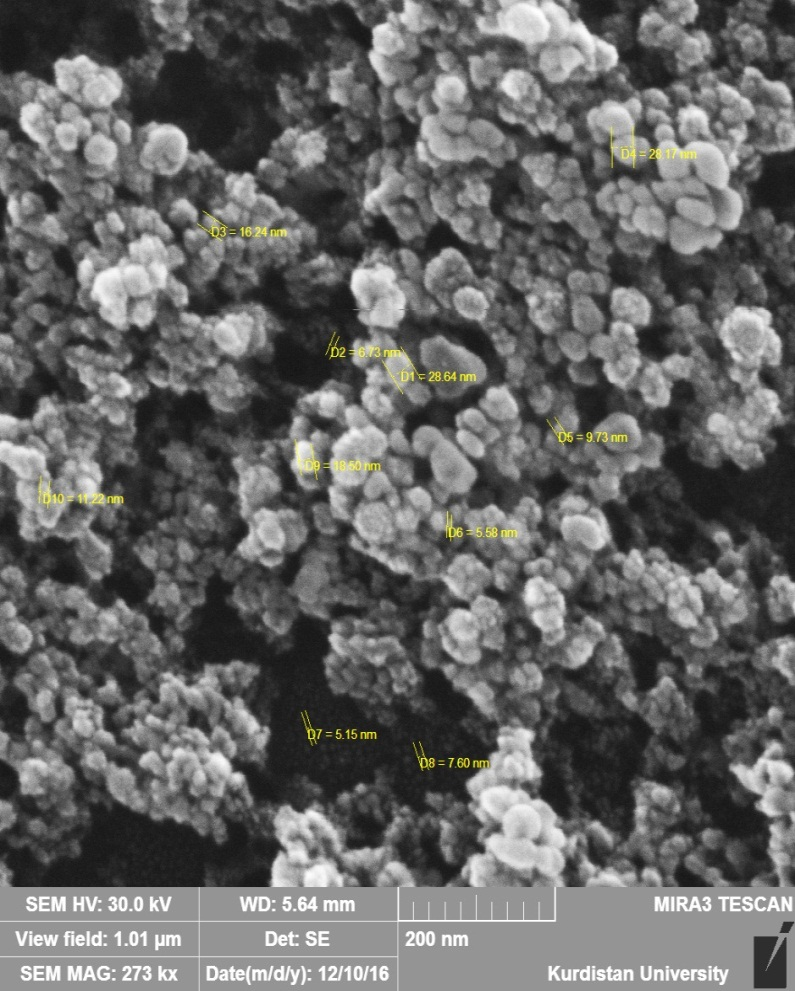 D4 = 28.17 nm
D3 = 16.24 nm
D2 = 6.73 nm
D1 = 28.64 nm
D5 = 9.73 nm
D9 = 18.50 nm
D10 = 11.22 nm
D6 = 5.58 nm
D7 = 5.15 nm
D8 = 7.60 nm
SEM HV: 30.0 kV WD: 5.64 mm MIRA3 TESCAN
View field: 1.01 µm Det: SE 200 nm
SEM MAG: 273 kx Date(m/d/y): 12/10/16 Kurdistan University